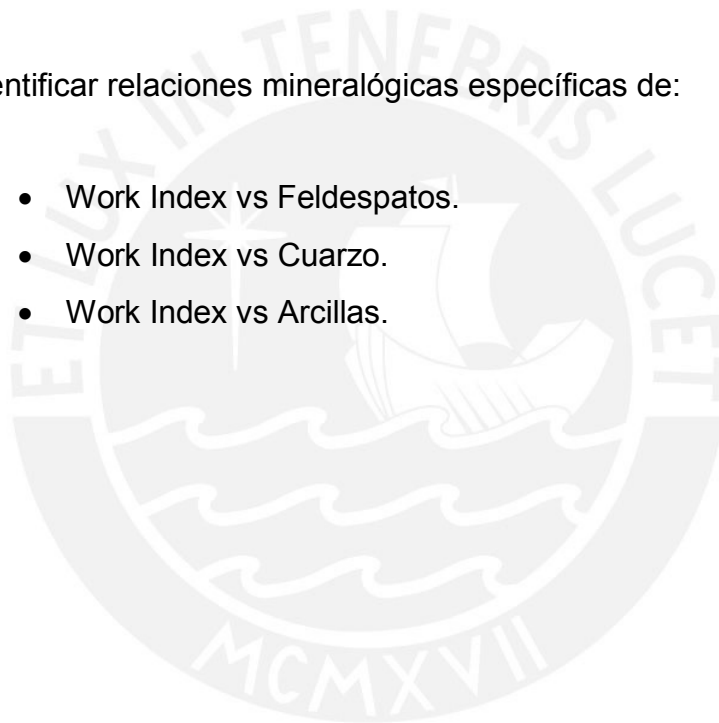 entificar relaciones mineralógicas específicas de:
• Work Index vs Feldespatos.
• Work Index vs Cuarzo.
• Work Index vs Arcillas.
ET LUX IN TENEBRIS LUCET
MCMXVII